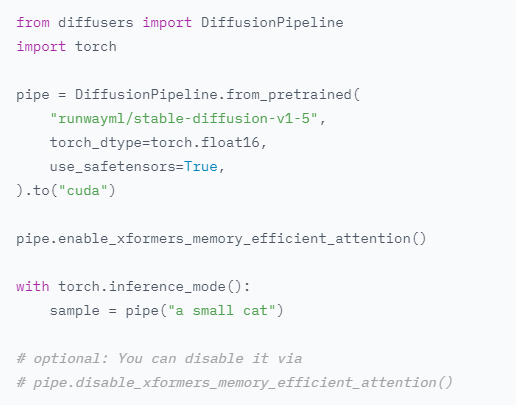 from diffusers import DiffusionPipeline
import torch

pipe = DiffusionPipeline.from_pretrained(
    "runwayml/stable-diffusion-v1-5",
    torch_dtype=torch.float16,
    use_safetensors=True,
).to("cuda")

pipe.enable_xformers_memory_efficient_attention()

with torch.inference_mode():
    sample = pipe("a small cat")

# optional: You can disable it via
# pipe.disable_xformers_memory_efficient_attention()